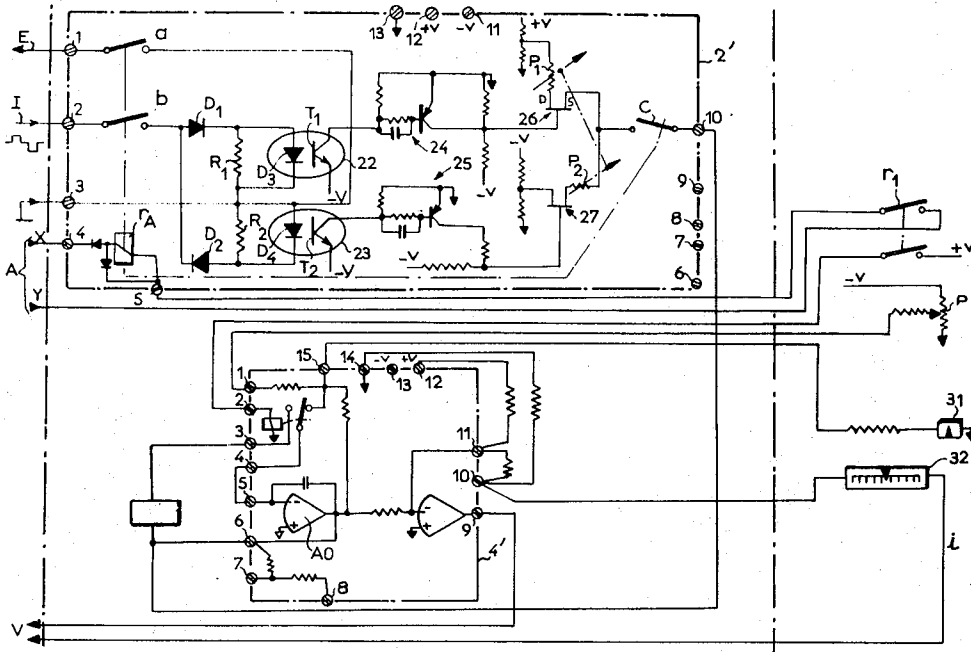 13 12 +V -V 11
E 1 a +V 2'
P1
I 2 b D1 T1 D S C 10
26
R1 D3 22 24
-V -V -V P2
3 25 9
R2 27 r1
rA D2 D4 23 8
4 T2 -V -V 7
X
A 6 +V
Y 5 -V
P
15 14 -V +V
13 12
1
2 31
3
4 11 32
10
5
9
6 AO i
7 4'
8
V